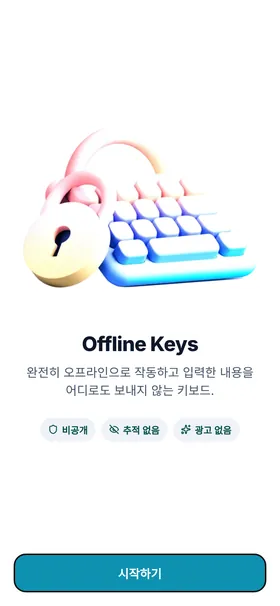 Offline Keys
완전히 오프라인으로 작동하고 입력한 내용을
어디로도 보내지 않는 키보드.
비공개 추적 없음 광고 없음
시작하기